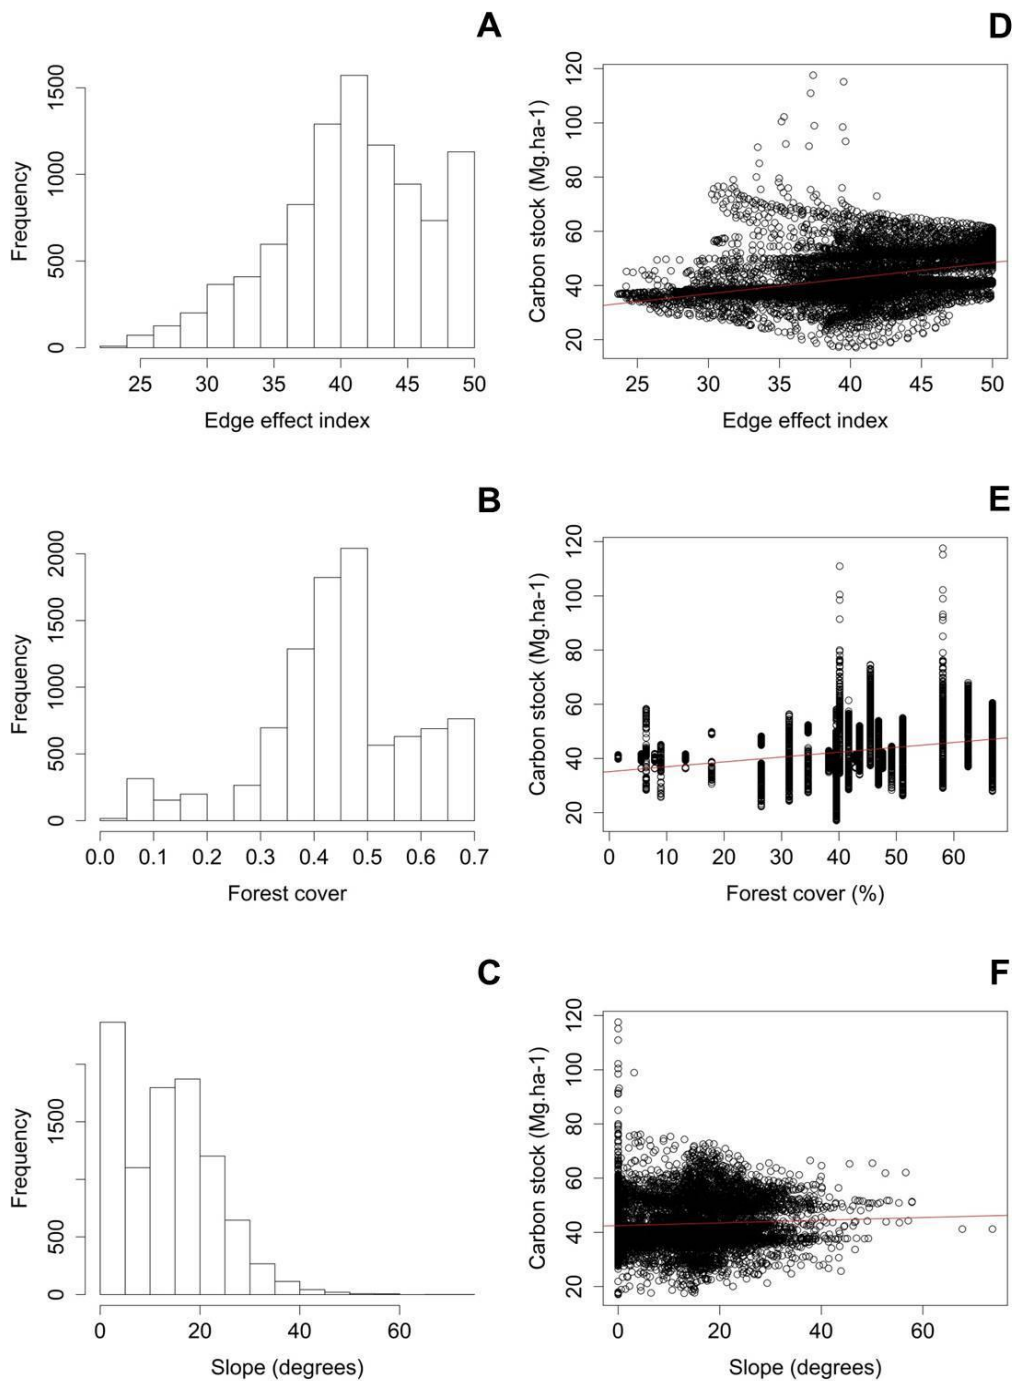 A
Frequency
0 500 1000 1500
25 30 35 40 45 50
Edge effect index
D
Carbon stock (Mg.ha-1)
20 40 60 80 100 120
25 30 35 40 45 50
Edge effect index
B
Frequency
0 500 1000 1500 2000
0.0 0.1 0.2 0.3 0.4 0.5 0.6 0.7
Forest cover
E
Carbon stock (Mg.ha-1)
20 40 60 80 100 120
0 10 20 30 40 50 60
Forest cover (%)
C
Frequency
0 500 1500
0 20 40 60
Slope (degrees)
F
Carbon stock (Mg.ha-1)
20 40 60 80 100 120
0 20 40 60
Slope (degrees)